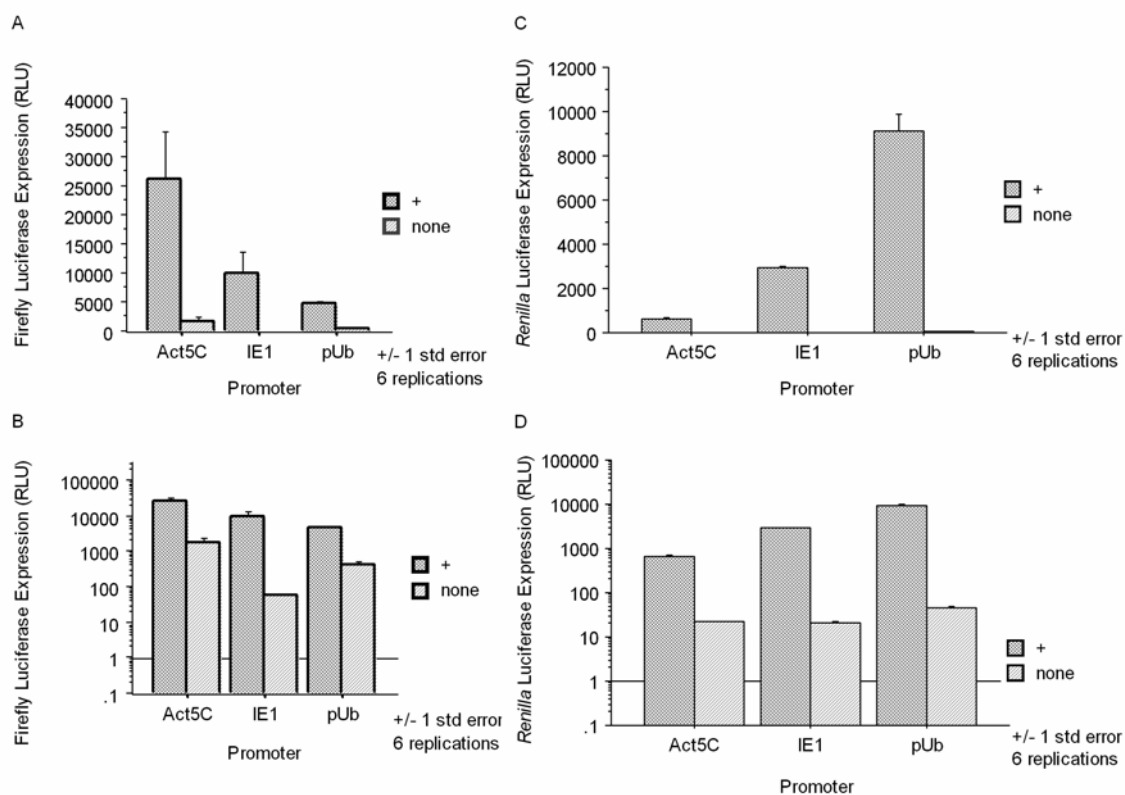 A
Firefly Luciferase Expression (RLU)
40000
35000
30000
25000
20000
15000
10000
5000
0
Act5C
IE1
pUb
Promoter
+
none
+/- 1 std error
6 replications
C
Renilla Luciferase Expression (RLU)
12000
10000
8000
6000
4000
2000
0
Act5C
IE1
pUb
Promoter
+
none
+/- 1 std error
6 replications
B
Firefly Luciferase Expression (RLU)
100000
10000
1000
100
10
1
.1
Act5C
IE1
pUb
Promoter
+
none
+/- 1 std error
6 replications
D
Renilla Luciferase Expression (RLU)
100000
10000
1000
100
10
1
.1
Act5C
IE1
pUb
Promoter
+
none
+/- 1 std error
6 replications